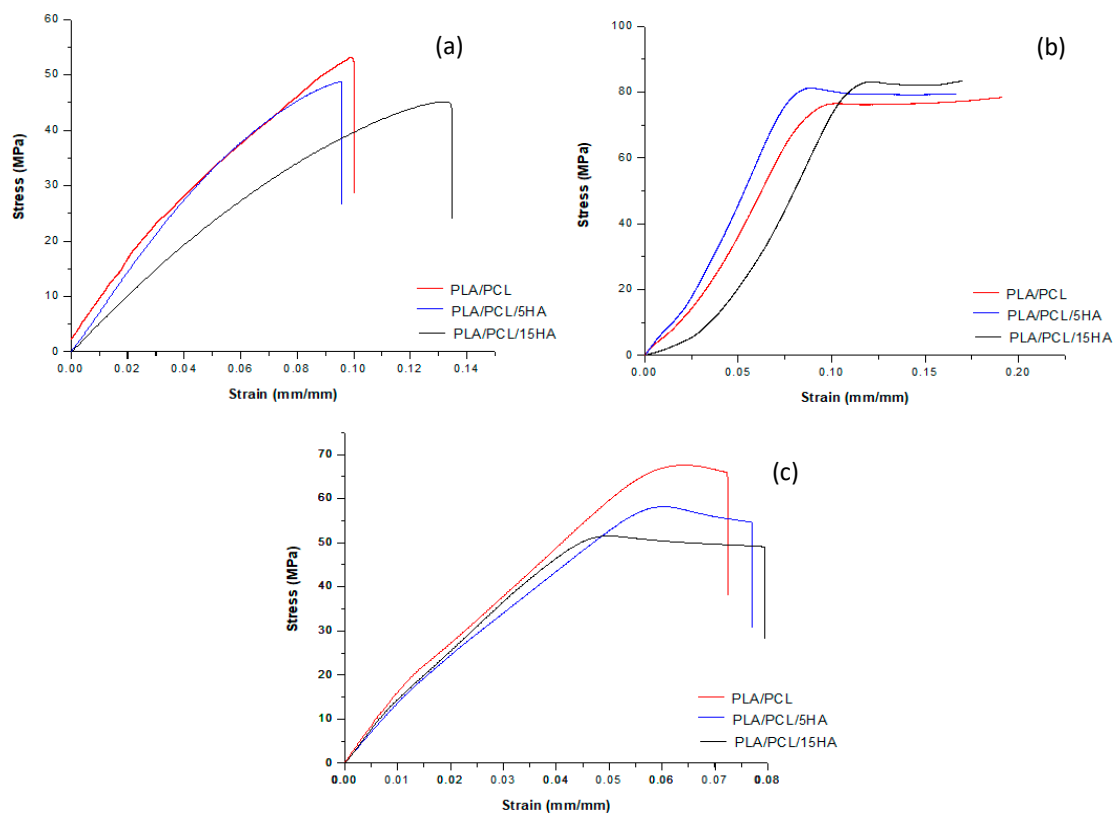 (a)
60
50
40
30
20
10
0
Stress (MPa)
0.00 0.02 0.04 0.06 0.08 0.10 0.12 0.14
Strain (mm/mm)
PLA/PCL
PLA/PCL/5HA
PLA/PCL/15HA
(b)
100
80
60
40
20
0
Stress (MPa)
0.00 0.05 0.10 0.15 0.20
Strain (mm/mm)
PLA/PCL
PLA/PCL/5HA
PLA/PCL/15HA
(c)
70
60
50
40
30
20
10
0
Stress (MPa)
0.00 0.01 0.02 0.03 0.04 0.05 0.06 0.07 0.08
Strain (mm/mm)
PLA/PCL
PLA/PCL/5HA
PLA/PCL/15HA